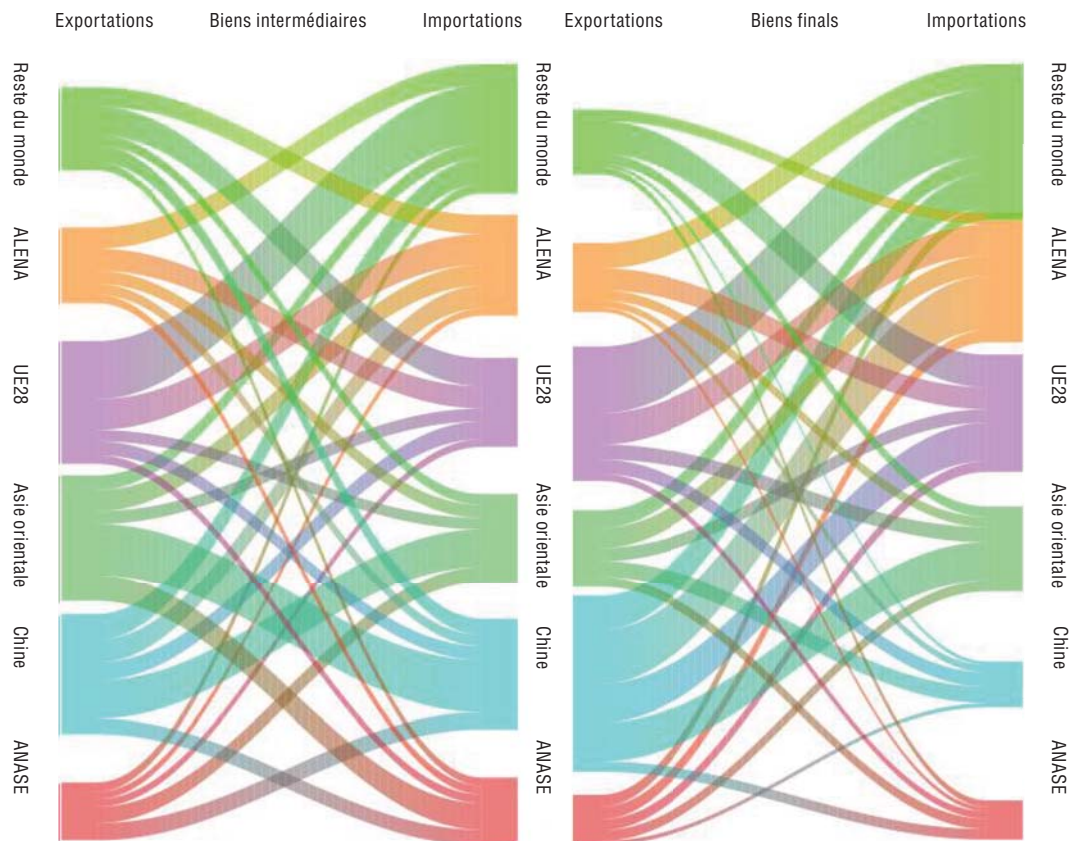 Exportations Biens intermédiaires Importations Exportations Biens finals Importations
Reste du monde
ALENA
UE28
Asie orientale
Chine
ANASE
Reste du monde
ALENA
UE28
Asie orientale
Chine
ANASE
Reste du monde
ALENA
UE28
Asie orientale
Chine
ANASE